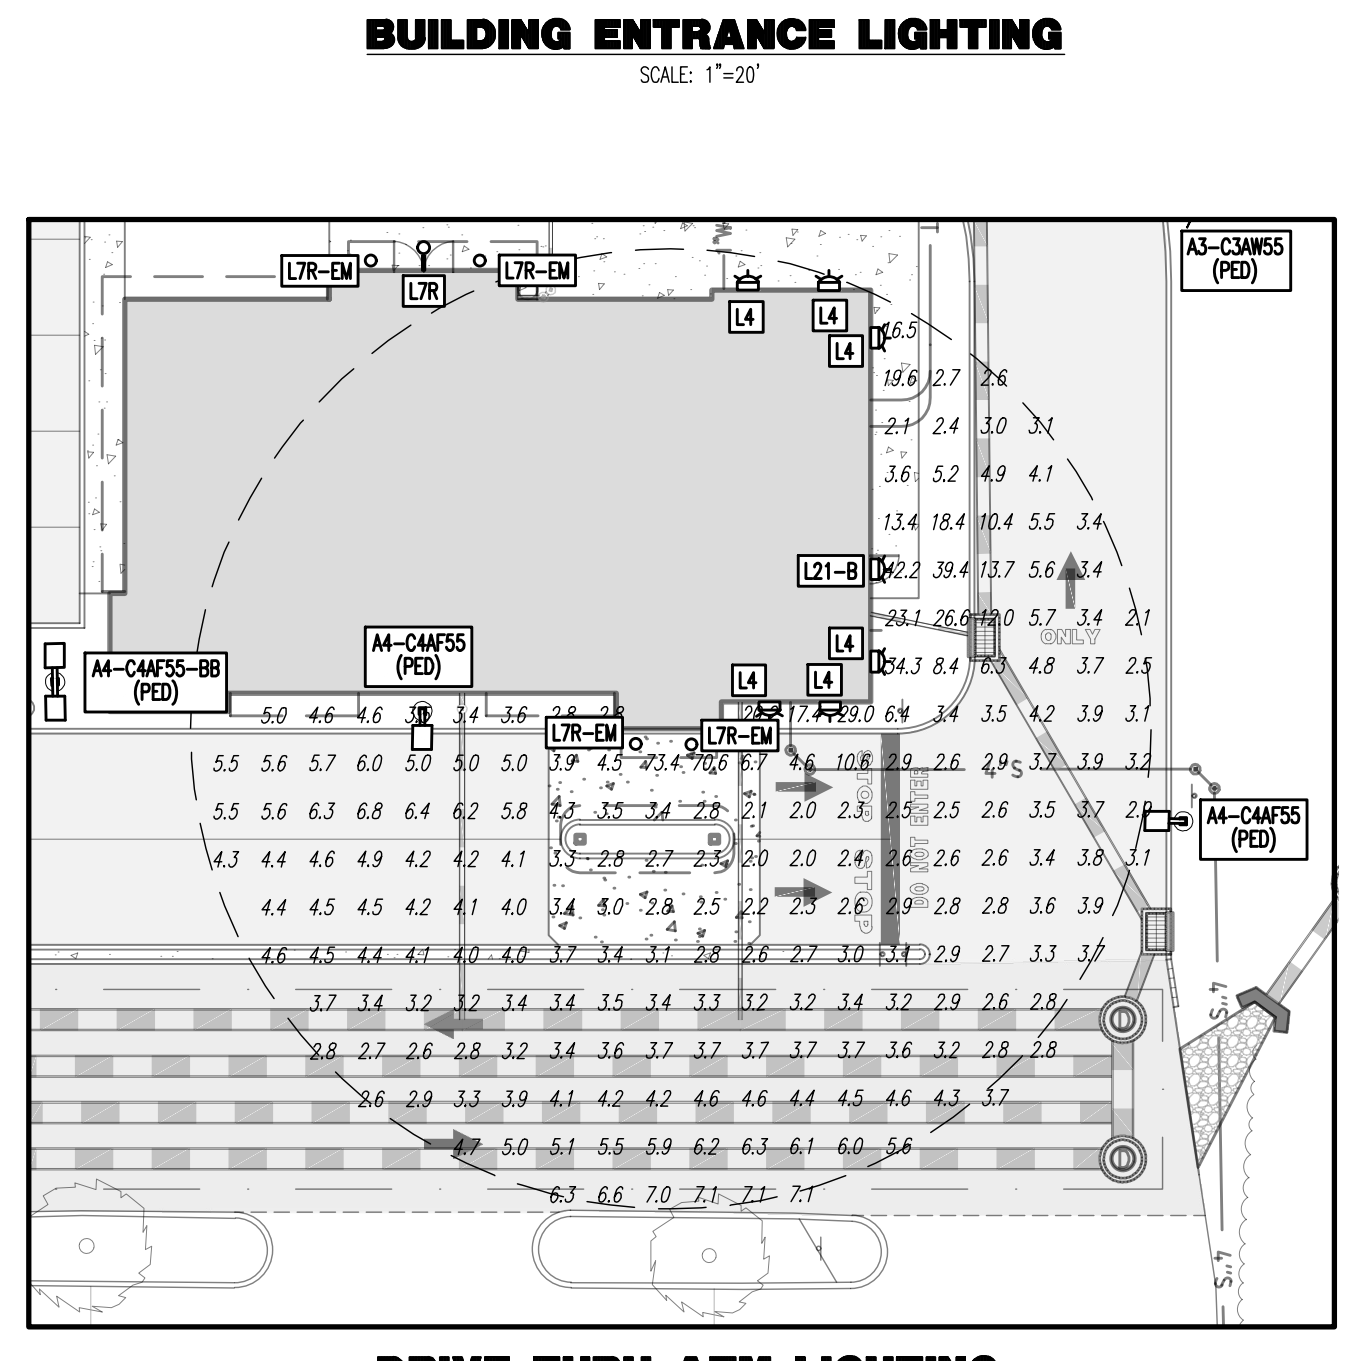 BUILDING ENTRANCE LIGHTING
SCALE: 1"=20'
A3-C3AW55
(PED)
L7R-EM
L7R-EM
L7R
L4
L4
L4
16.5
19.6 2.7 2.6
2.1 2.4 3.0 3.1
3.6 5.2 4.9 4.1
13.4 18.4 10.4 5.5 3.4
L21-B
42.2 39.4 13.7 5.6 3.4
23.1 26.6 12.0 5.7 3.4 2.1
ONLY
A4-C4AF55
(PED)
L4
A4-C4AF55-BB
(PED)
34.3 8.4 6.3 4.8 3.7 2.5
L4
L4
5.0 4.6 4.6 3.4 3.6 2.8 2.8 17.4 29.0 6.4 3.4 3.5 4.2 3.9 3.1
L7R-EM
L7R-EM
5.5 5.6 5.7 6.0 5.0 5.0 5.0 3.9 4.5 73.4 70.6 6.7 4.6 10.6 2.9 2.6 2.9 3.7 3.9 3.2
4"S
STOP
DO NOT ENTER
5.5 5.6 6.3 6.8 6.4 6.2 5.8 4.3 3.5 3.4 2.8 2.1 2.0 2.3 2.5 2.5 2.6 3.5 3.7
A4-C4AF55
(PED)
4.3 4.4 4.6 4.9 4.2 4.2 4.1 3.3 2.8 2.7 2.3 2.0 2.0 2.4 2.6 2.6 2.6 3.4 3.8 3.1
STOP
4.4 4.5 4.5 4.2 4.1 4.0 3.4 3.0 2.8 2.5 2.2 2.3 2.6 2.9 2.8 2.8 3.6 3.9
4.6 4.5 4.4 4.1 4.0 4.0 3.7 3.4 3.1 2.8 2.6 2.7 3.0 3.1 2.9 2.7 3.3 3.7
3.7 3.4 3.2 3.2 3.4 3.4 3.5 3.4 3.3 3.2 3.2 3.4 3.2 2.9 2.6 2.8
4"S
D
2.8 2.7 2.6 2.8 3.2 3.4 3.6 3.7 3.7 3.7 3.7 3.7 3.6 3.2 2.8 2.8
2.6 2.9 3.3 3.9 4.1 4.2 4.2 4.6 4.6 4.4 4.5 4.6 4.3 3.7
4.7 5.0 5.1 5.5 5.9 6.2 6.3 6.1 6.0 5.6
D
6.3 6.6 7.0 7.1 7.1 7.1
4"S
DRIVE-THRU ATM LIGHTING